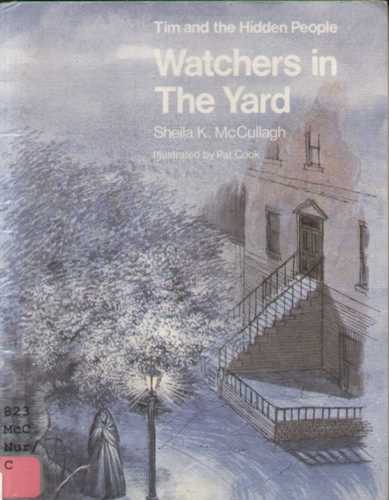 Tim and the Hidden People
Watchers in
The Yard
Sheila K. McCullagh
Illustrated by Pat Cook
823
McC
Nur/
C